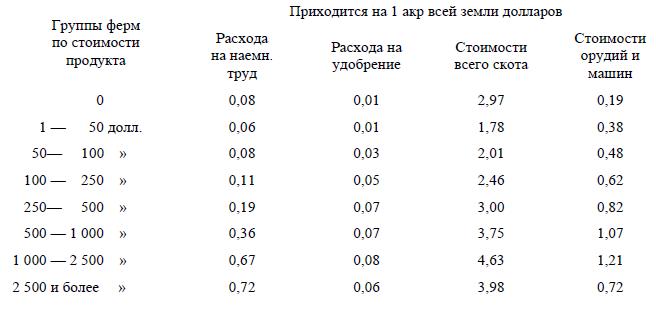 Группы ферм по стоимости продукта
Приходится на 1 акр всей земли долларов
Расхода на наемн. труд
Расхода на удобрение
Стоимости всего скота
Стоимости орудий и машин
0 0,08 0,01 2,97 0,19
1 — 50 долл. 0,06 0,01 1,78 0,38
50— 100 » 0,08 0,03 2,01 0,48
100 — 250 » 0,11 0,05 2,46 0,62
250— 500 » 0,19 0,07 3,00 0,82
500 — 1 000 » 0,36 0,07 3,75 1,07
1 000 — 2 500 » 0,67 0,08 4,63 1,21
2 500 и более » 0,72 0,06 3,98 0,72